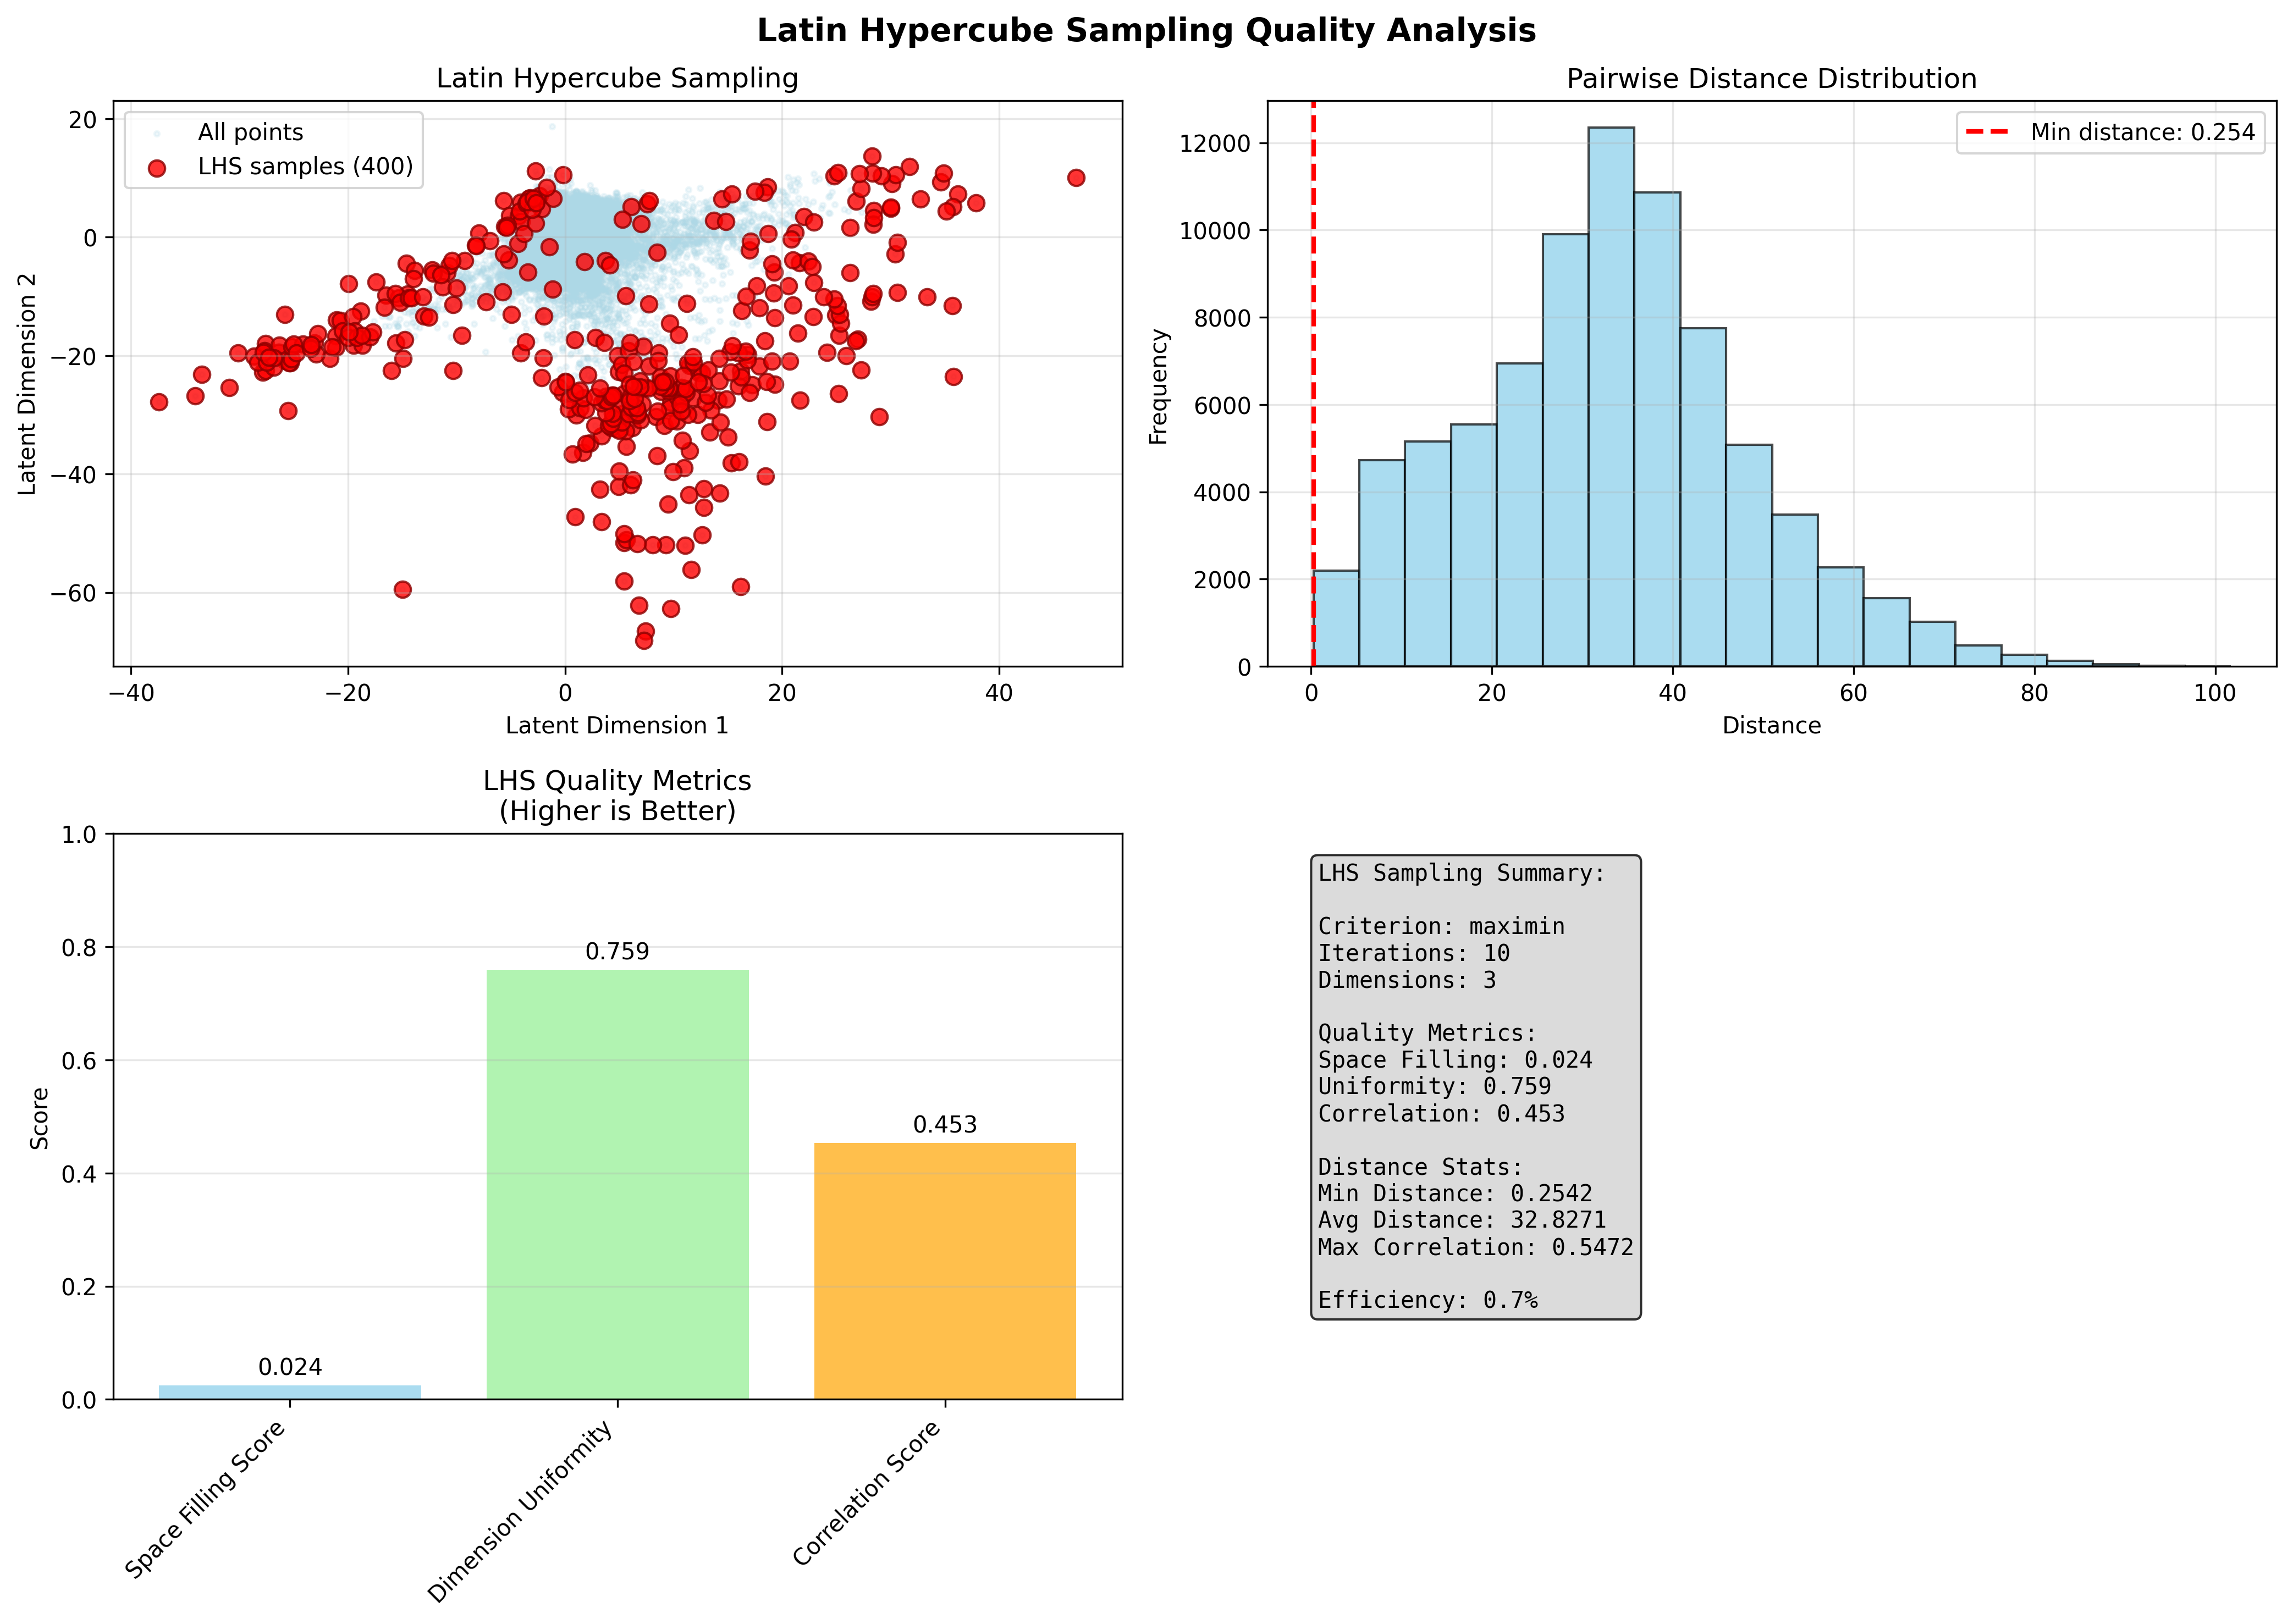 Latin Hypercube Sampling Quality Analysis
Latin Hypercube Sampling
20
0
−20
−40
−60
−40
−20
0
20
40
Latent Dimension 2
Latent Dimension 1
All points
LHS samples (400)
Pairwise Distance Distribution
12000
10000
8000
6000
4000
2000
0
0
20
40
60
80
100
Frequency
Distance
Min distance: 0.254
LHS Quality Metrics
(Higher is Better)
1.0
0.8
0.6
0.4
0.2
0.0
Score
0.024
0.759
0.453
Space Filling Score
Dimension Uniformity
Correlation Score
LHS Sampling Summary:
Criterion: maximin
Iterations: 10
Dimensions: 3
Quality Metrics:
Space Filling: 0.024
Uniformity: 0.759
Correlation: 0.453
Distance Stats:
Min Distance: 0.2542
Avg Distance: 32.8271
Max Correlation: 0.5472
Efficiency: 0.7%